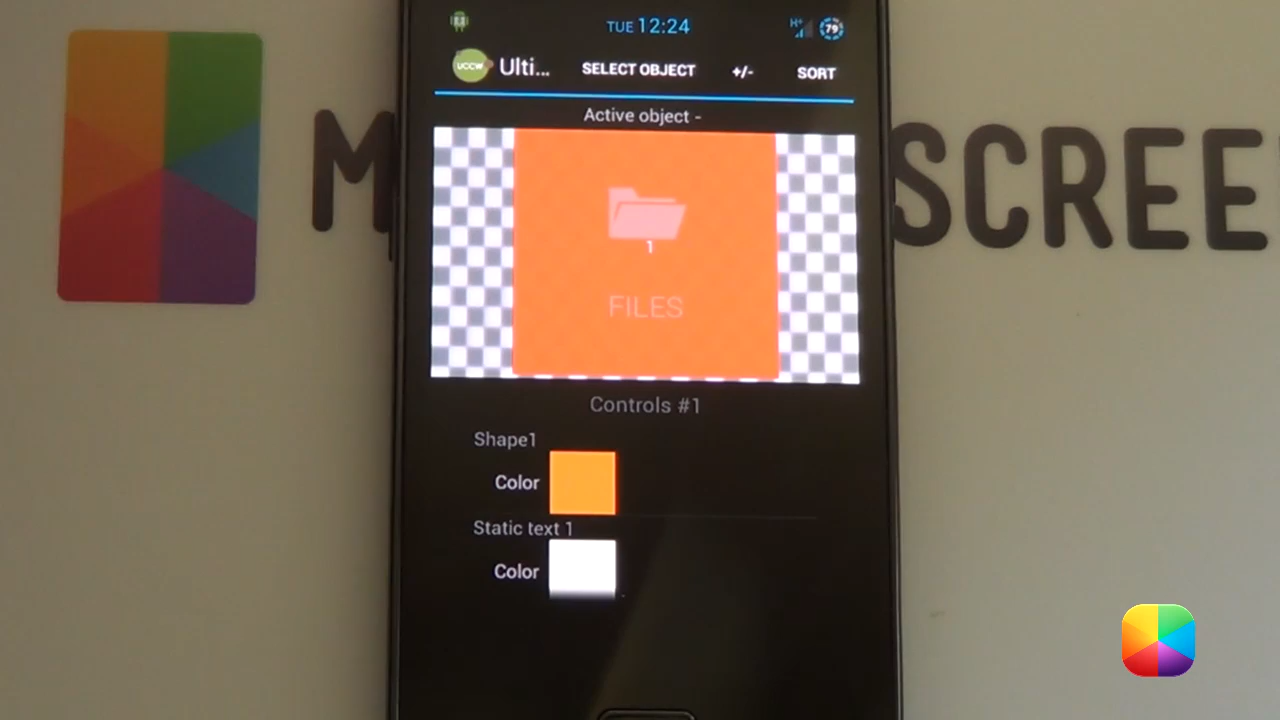 TUE 12:24
H+
79
UCCW Ulti... SELECT OBJECT +/- SORT
Active object -
M SCREE
1
FILES
Controls #1
Shape1
Color
Static text 1
Color